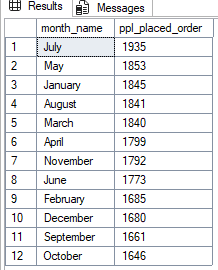 Results Messages
month_name ppl_placed_order
1 July 1935
2 May 1853
3 January 1845
4 August 1841
5 March 1840
6 April 1799
7 November 1792
8 June 1773
9 February 1685
10 December 1680
11 September 1661
12 October 1646